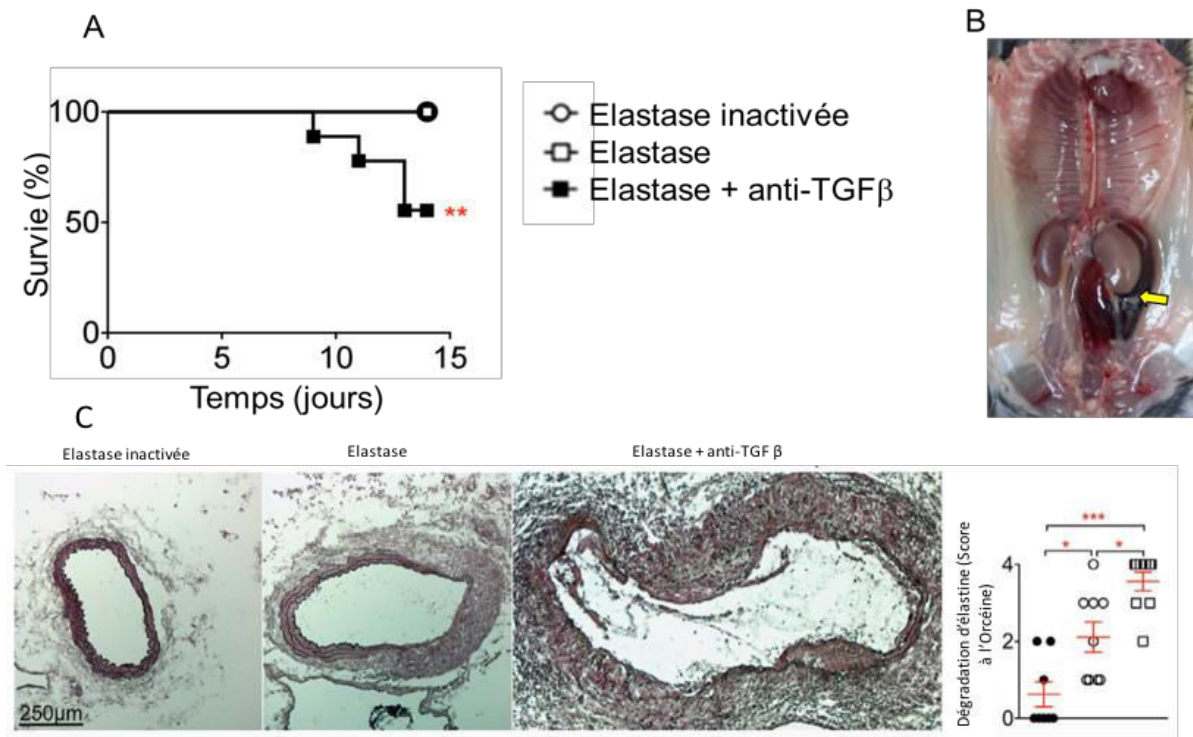 A
100
50
0
Survie (%)
0 5 10 15
Temps (jours)
**
Elastase inactivée
Elastase
Elastase + anti-TGFβ
B
C
Elastase inactivée
Elastase
Elastase + anti-TGF β
250µm
Dégradation d'élastine (Score
à l'Orcéine)
4
2
0
***
* *